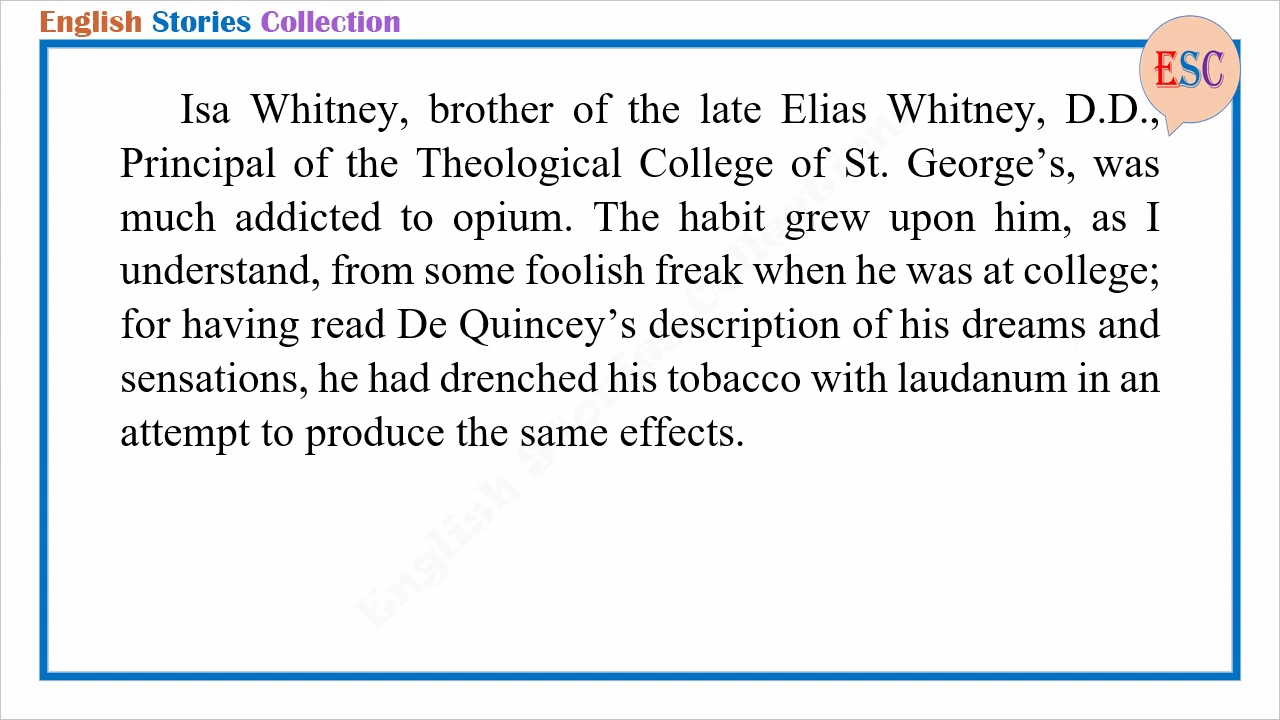 English Stories Collection
ESC
Isa Whitney, brother of the late Elias Whitney, D.D.,
Principal of the Theological College of St. George’s, was
much addicted to opium. The habit grew upon him, as I
understand, from some foolish freak when he was at college;
for having read De Quincey’s description of his dreams and
sensations, he had drenched his tobacco with laudanum in an
attempt to produce the same effects.
English Stories Collection